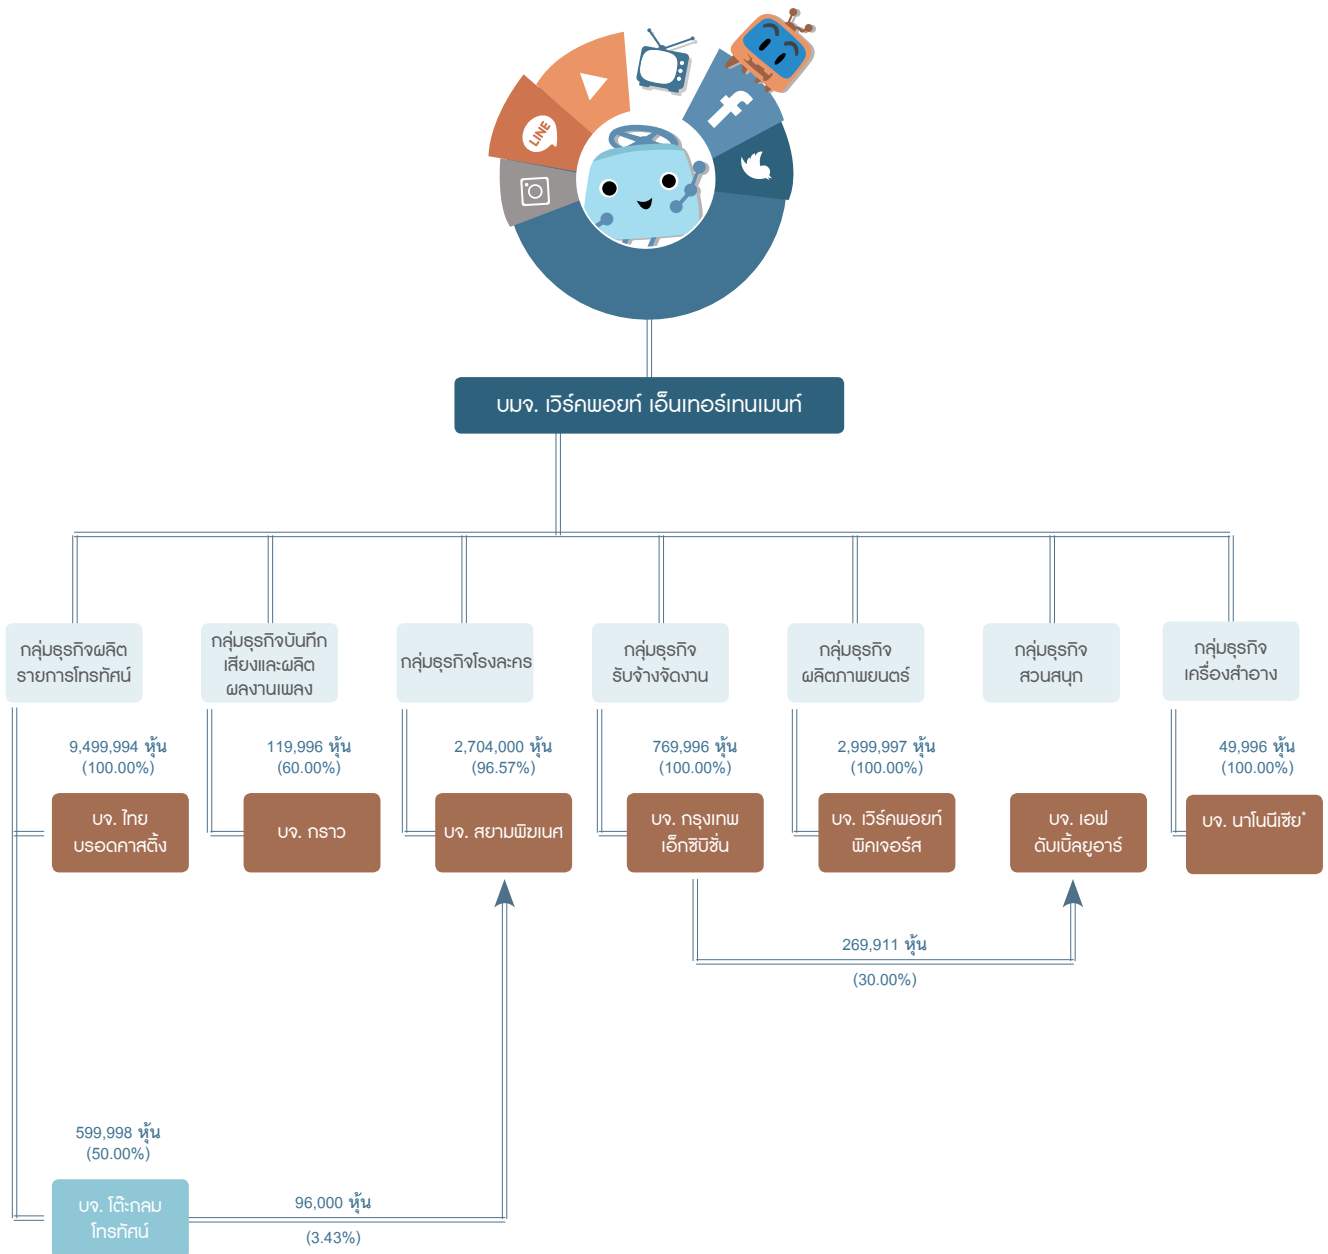 LINE
f
บมจ. เวิร์คพอยท์ เอ็นเทอร์เทนเมนท์
กลุ่มธุรกิจผลิต
รายการโทรทัศน์
กลุ่มธุรกิจบันทึก
เสียงและผลิต
ผลงานเพลง
กลุ่มธุรกิจโรงละคร
กลุ่มธุรกิจ
รับจ้างจัดงาน
กลุ่มธุรกิจ
ผลิตภาพยนตร์
กลุ่มธุรกิจ
สวนสนุก
กลุ่มธุรกิจ
เครื่องสำอาง
9,499,994 หุ้น
(100.00%)
119,996 หุ้น
(60.00%)
2,704,000 หุ้น
(96.57%)
769,996 หุ้น
(100.00%)
2,999,997 หุ้น
(100.00%)
49,996 หุ้น
(100.00%)
บจ. ไทย
บรอดคาสติ้ง
บจ. กราว
บจ. สยามพิฆเนศ
บจ. กรุงเทพ
เอ็กซิบิชั่น
บจ. เวิร์คพอยท์
พิคเจอร์ส
บจ. เอฟ
ดับเบิ้ลยูอาร์
บจ. นาโนนีเซีย*
269,911 หุ้น
(30.00%)
599,998 หุ้น
(50.00%)
บจ. โต๊ะกลม
โทรทัศน์
96,000 หุ้น
(3.43%)